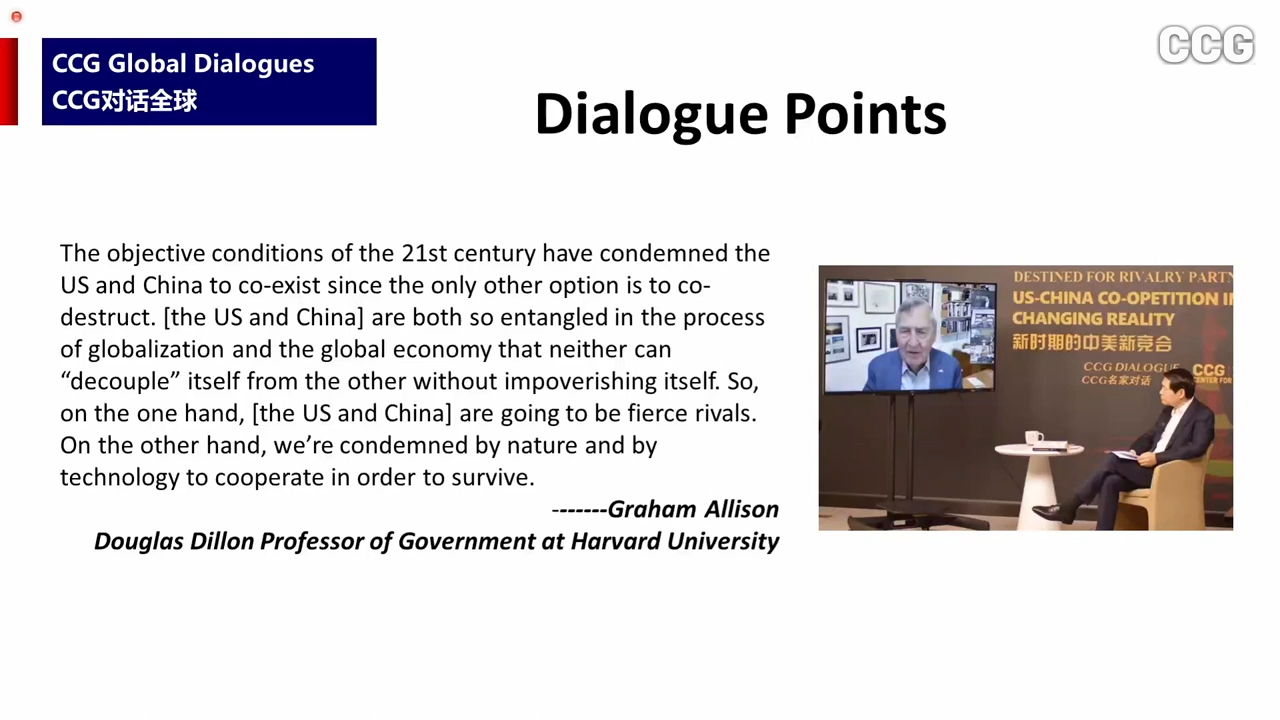 CCG Global Dialogues
CCG对话全球
CCG
Dialogue Points
The objective conditions of the 21st century have condemned the
US and China to co-exist since the only other option is to co-
destruct. [the US and China] are both so entangled in the process
of globalization and the global economy that neither can
“decouple” itself from the other without impoverishing itself. So,
on the one hand, [the US and China] are going to be fierce rivals.
On the other hand, we’re condemned by nature and by
technology to cooperate in order to survive.
--------Graham Allison
Douglas Dillon Professor of Government at Harvard University
DESTINED FOR RIVALRY
US-CHINA CO-OPETITION
CHANGING REALITY
新时期的中美新竞合
CCG DIALOGUE
CCG名家对话
CCG
CENTER FOR